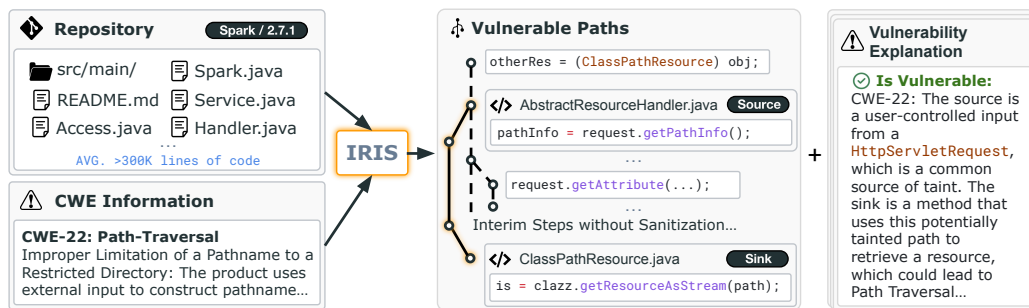 Repository
Spark / 2.7.1
src/main/
Spark.java
README.md
Service.java
Access.java
Handler.java
...
AVG. >300K lines of code
CWE Information
CWE-22: Path-Traversal
Improper Limitation of a Pathname to a
Restricted Directory: The product uses
external input to construct pathname...
IRIS
Vulnerable Paths
otherRes = (ClassPathResource) obj;
</> AbstractResourceHandler.java
Source
pathInfo = request.getPathInfo();
...
request.getAttribute(...);
...
Interim Steps without Sanitization...
</> ClassPathResource.java
Sink
is = clazz.getResourceAsStream(path);
+
Vulnerability
Explanation
Is Vulnerable:
CWE-22: The source is
a user-controlled input
from a
HttpServletRequest,
which is a common
source of taint. The
sink is a method that
uses this potentially
tainted path to
retrieve a resource,
which could lead to
Path Traversal...